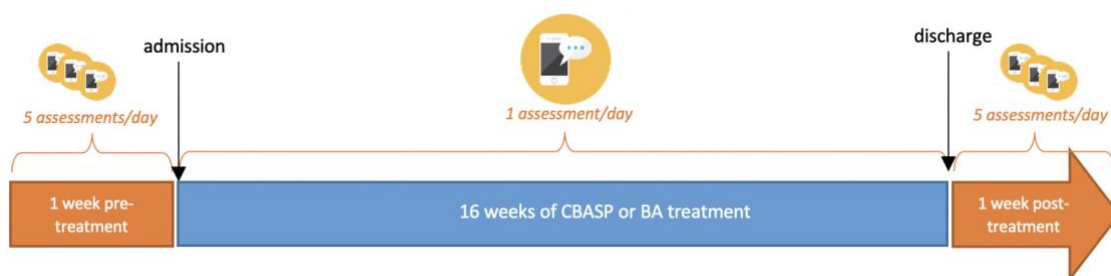 admission
discharge
5 assessments/day
1 assessment/day
5 assessments/day
1 week pre-
treatment
16 weeks of CBASP or BA treatment
1 week post-
treatment